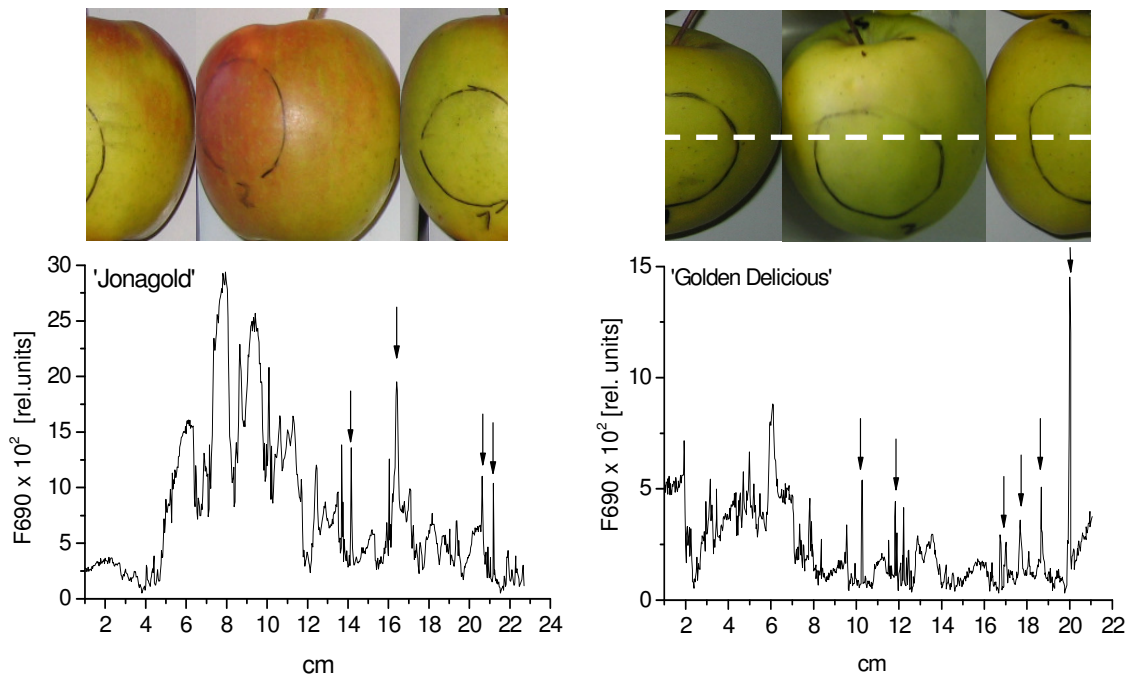 'Jonagold'
F690 x 10² [rel.units]
30
25
20
15
10
5
0
2 4 6 8 10 12 14 16 18 20 22 24
cm
'Golden Delicious'
F690 x 10² [rel. units]
15
10
5
0
2 4 6 8 10 12 14 16 18 20 22
cm